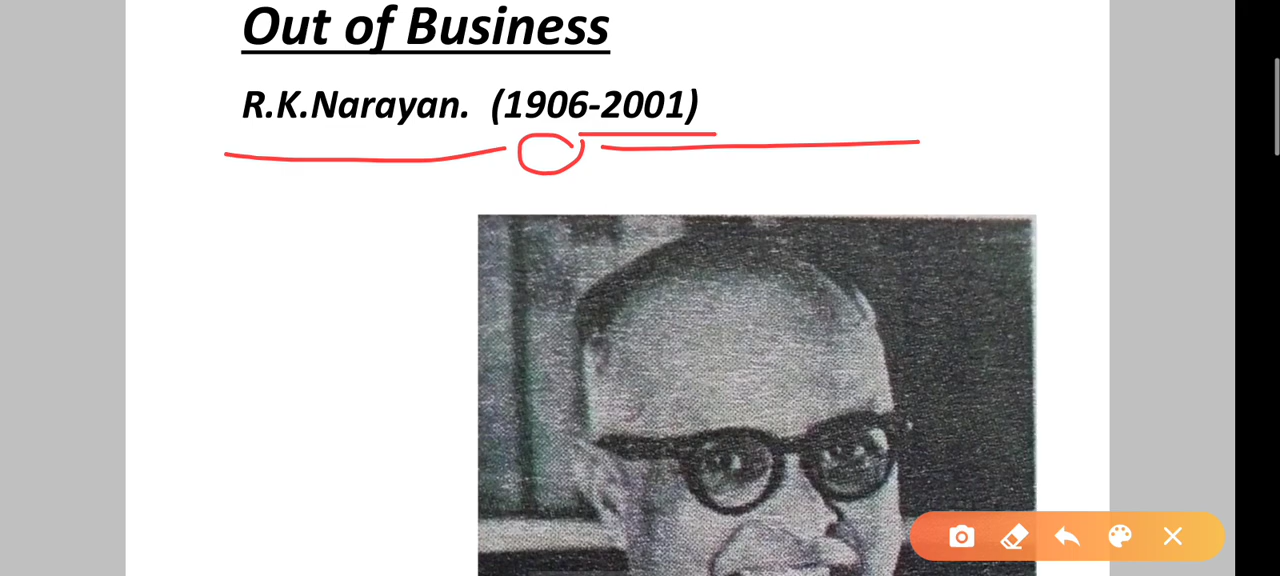 Out of Business
R.K.Narayan. (1906-2001)